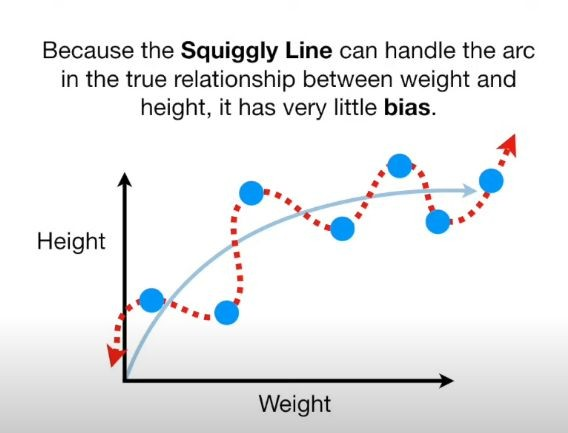 Because the Squiggly Line can handle the arc
in the true relationship between weight and
height, it has very little bias.
Height
Weight